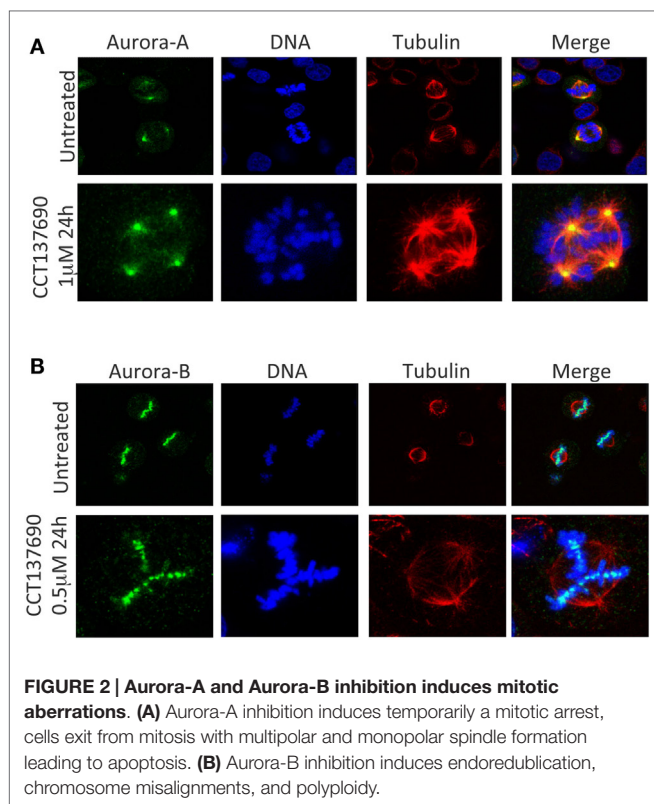 A
Aurora-A DNA Tubulin Merge
Untreated
CCT137690
1μM 24h
B
Aurora-B DNA Tubulin Merge
Untreated
CCT137690
0.5μM 24h
FIGURE 2 | Aurora-A and Aurora-B inhibition induces mitotic
aberrations. (A) Aurora-A inhibition induces temporarily a mitotic arrest,
cells exit from mitosis with multipolar and monopolar spindle formation
leading to apoptosis. (B) Aurora-B inhibition induces endoredublication,
chromosome misalignments, and polyploidy.